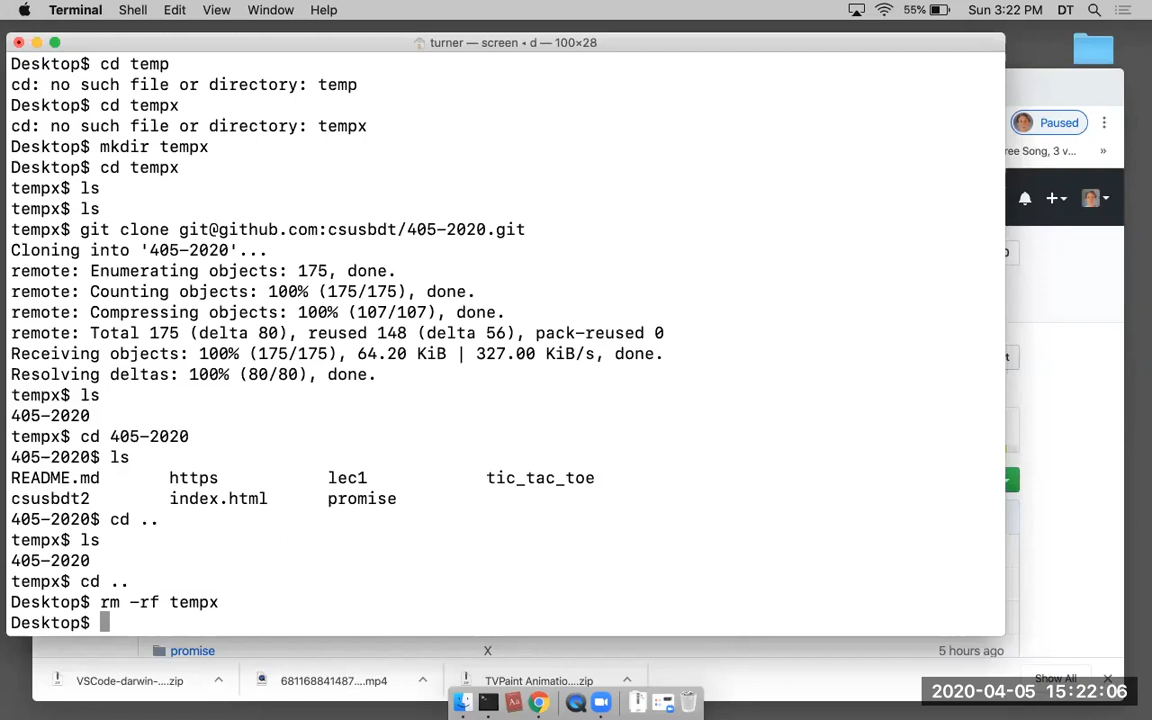 Terminal Shell Edit View Window Help 55% Sun 3:22 PM DT
turner — screen ◂ d — 100×28
Desktop$ cd temp
cd: no such file or directory: temp
Desktop$ cd tempx
cd: no such file or directory: tempx
Desktop$ mkdir tempx
Desktop$ cd tempx
tempx$ ls
tempx$ ls
tempx$ git clone git@github.com:csusbdt/405-2020.git
Cloning into '405-2020'...
remote: Enumerating objects: 175, done.
remote: Counting objects: 100% (175/175), done.
remote: Compressing objects: 100% (107/107), done.
remote: Total 175 (delta 80), reused 148 (delta 56), pack-reused 0
Receiving objects: 100% (175/175), 64.20 KiB | 327.00 KiB/s, done.
Resolving deltas: 100% (80/80), done.
tempx$ ls
405-2020
tempx$ cd 405-2020
405-2020$ ls
README.md https lec1 tic_tac_toe
csusbdt2 index.html promise
405-2020$ cd ..
tempx$ ls
405-2020
tempx$ cd ..
Desktop$ rm -rf tempx
Desktop$
Paused
ree Song, 3 v... »
promise X 5 hours ago
VSCode-darwin-....zip 681168841487....mp4 TVPaint Animatio....zip Show All
2020-04-05 15:22:06